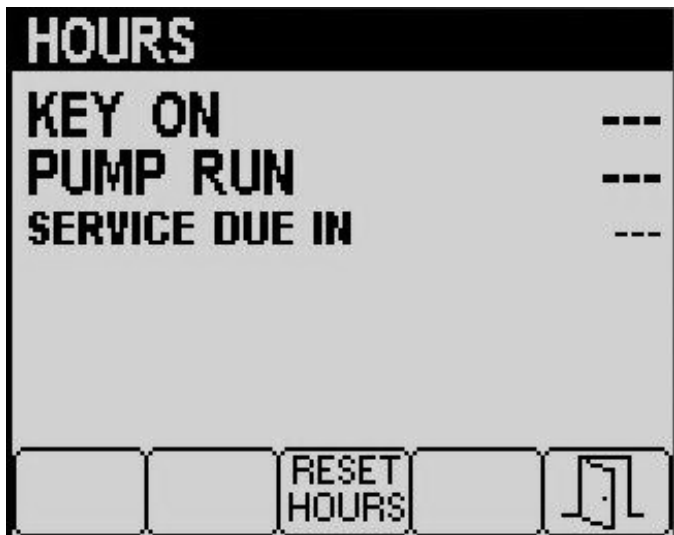 HOURS
KEY ON ---
PUMP RUN ---
SERVICE DUE IN ---
RESET
HOURS